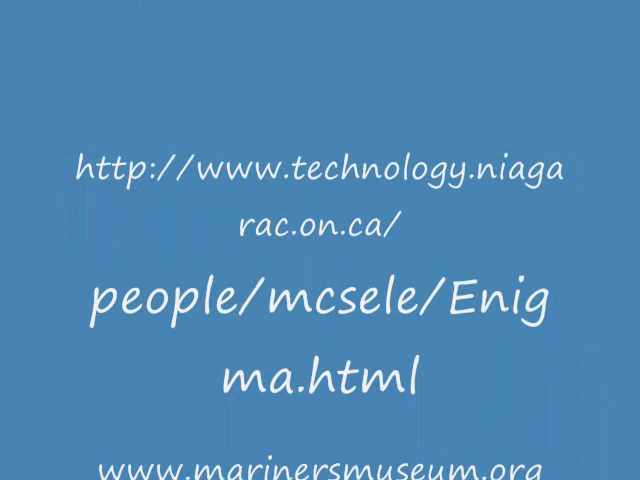 http://www.technology.niaga
rac.on.ca/
people/mcsele/Enig
ma.html
www.marinersmuseum.org